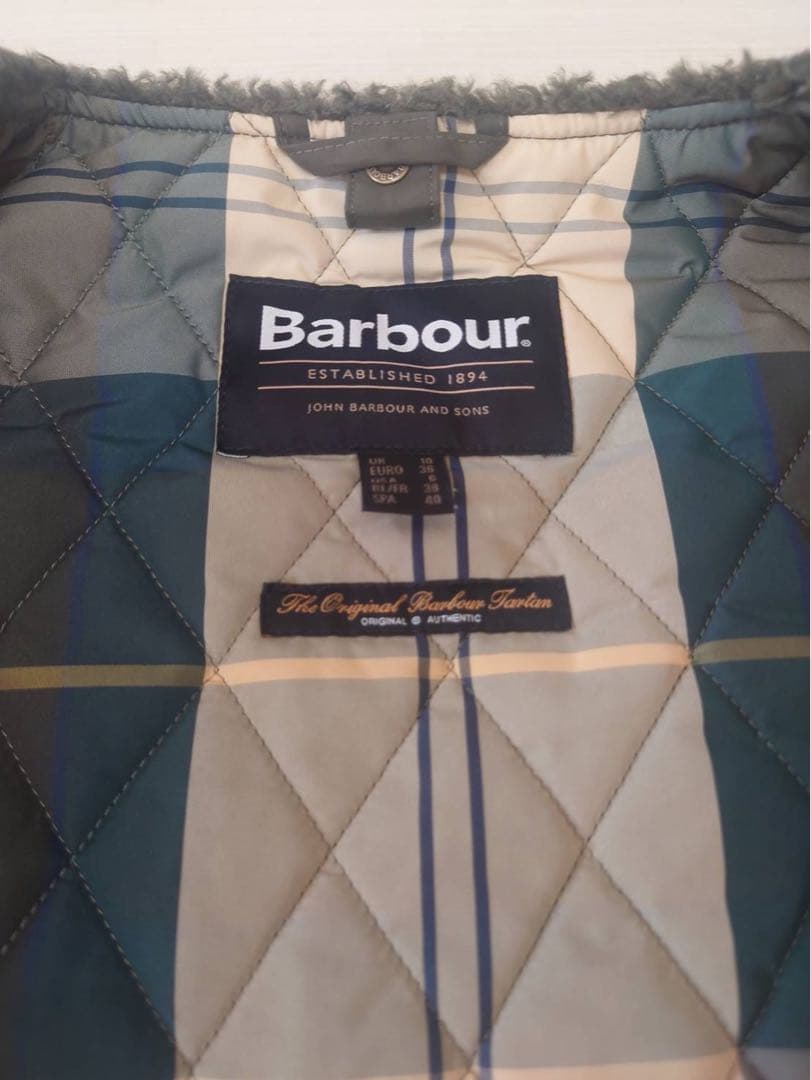 Barbour®
ESTABLISHED 1894
JOHN BARBOUR AND SONS
UK 10
EURO 36
USA 6
BE/FR 38
SPA 40
The Original Barbour Tartan
ORIGINAL & AUTHENTIC